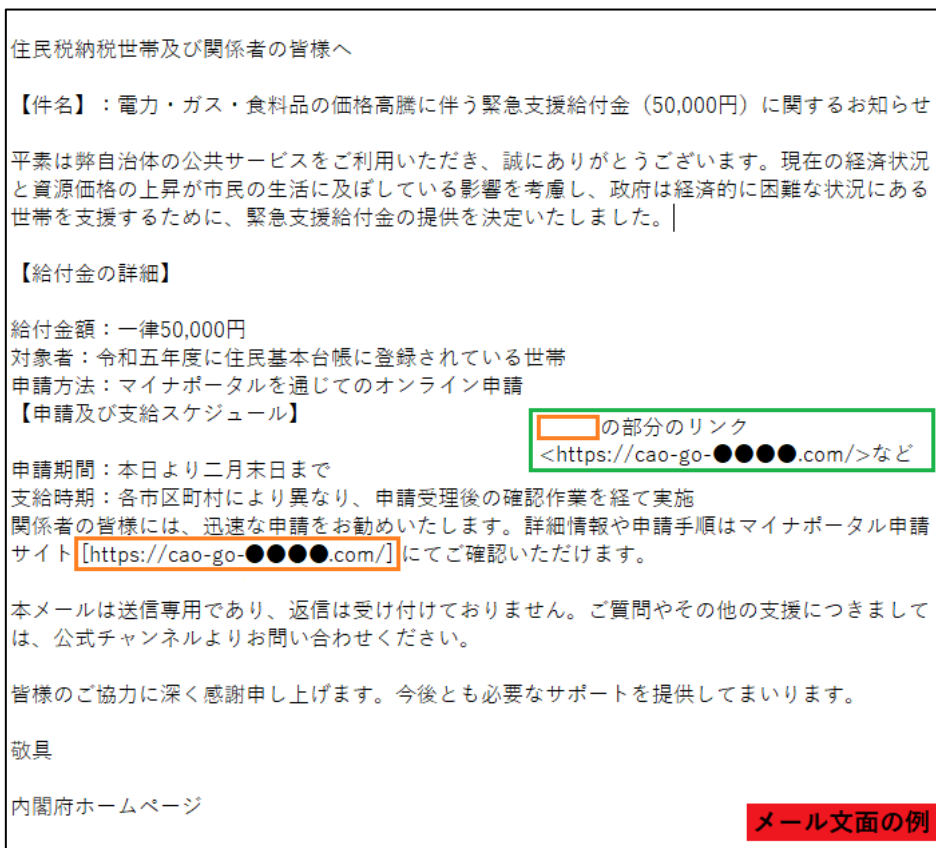 住民税納税世帯及び関係者の皆様へ
【件名】：電力・ガス・食料品の価格高騰に伴う緊急支援給付金（50,000円）に関するお知らせ
平素は弊自治体の公共サービスをご利用いただき、誠にありがとうございます。現在の経済状況
と資源価格の上昇が市民の生活に及ぼしている影響を考慮し、政府は経済的に困難な状況にある
世帯を支援するために、緊急支援給付金の提供を決定いたしました。
【給付金の詳細】
給付金額：一律50,000円
対象者：令和五年度に住民基本台帳に登録されている世帯
申請方法：マイナポータルを通じてのオンライン申請
【申請及び支給スケジュール】
の部分のリンク
<https://cao-go-●●●●.com/>など
申請期間：本日より二月末日まで
支給時期：各市区町村により異なり、申請受理後の確認作業を経て実施
関係者の皆様には、迅速な申請をお勧めいたします。詳細情報や申請手順はマイナポータル申請
サイト[https://cao-go-●●●●.com/]にてご確認いただけます。
本メールは送信専用であり、返信は受け付けておりません。ご質問やその他の支援につきまして
は、公式チャンネルよりお問い合わせください。
皆様のご協力に深く感謝申し上げます。今後とも必要なサポートを提供してまいります。
敬具
内閣府ホームページ
メール文面の例